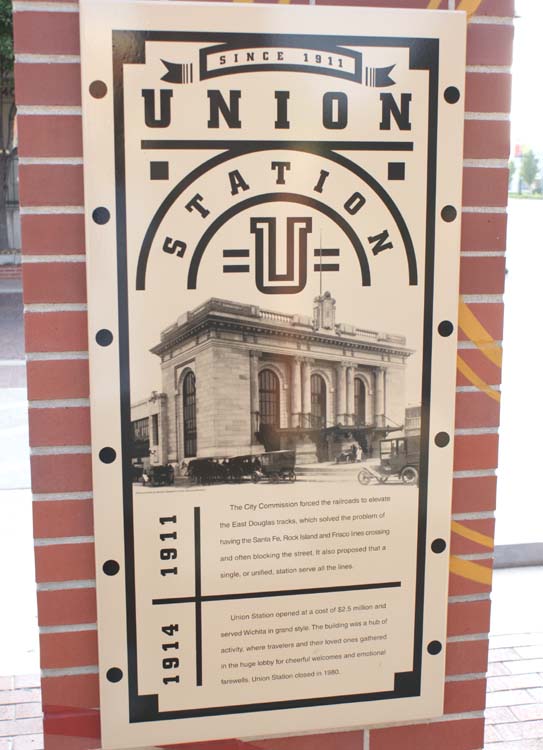 SINCE 1911
UNION
STATION
U
1911
The City Commission forced the railroads to elevate
the East Douglas tracks, which solved the problem of
having the Santa Fe, Rock Island and Frisco lines crossing
and often blocking the street. It also proposed that a
single, or unified, station serve all the lines.
1914
Union Station opened at a cost of $2.5 million and
served Wichita in grand style. The building was a hub of
activity, where travelers and their loved ones gathered
in the huge lobby for cheerful welcomes and emotional
farewells. Union Station closed in 1980.